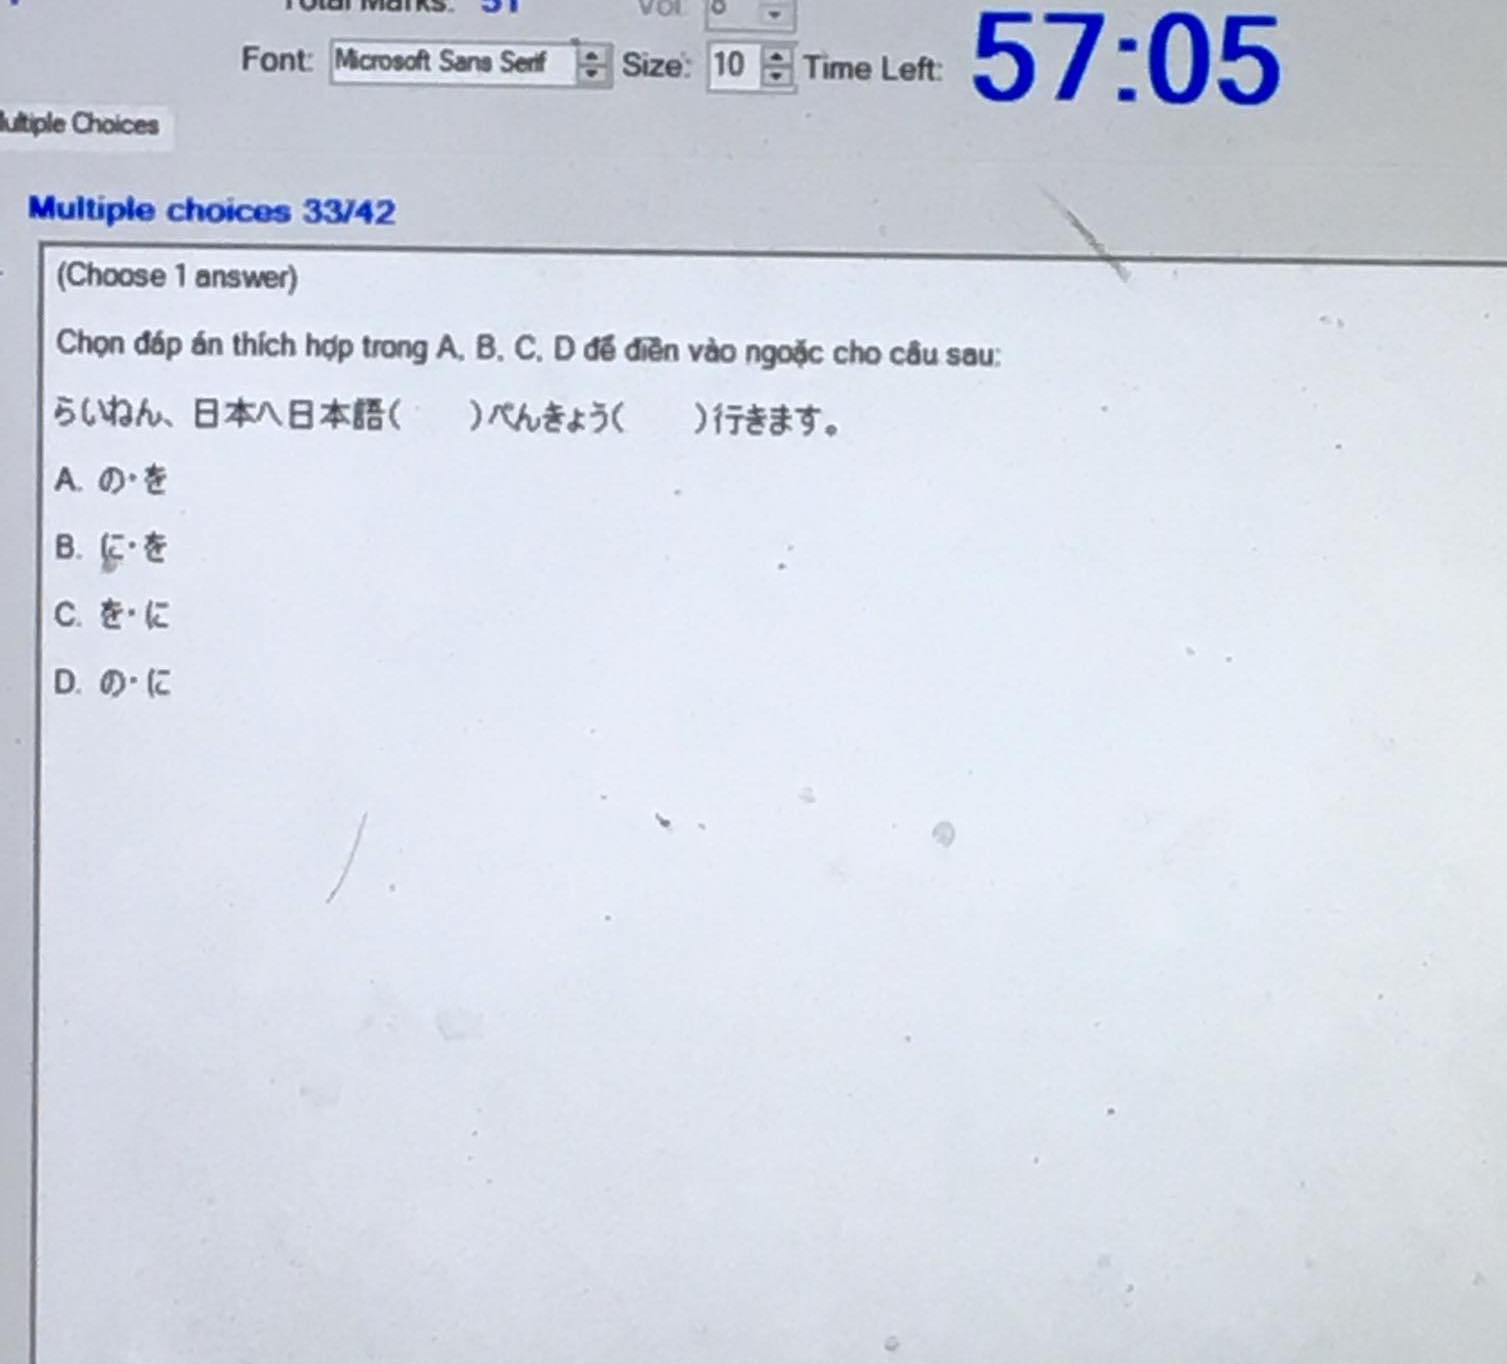 Total Marks: 51 Vol 8
Font: Microsoft Sans Serif Size: 10 Time Left: 57:05
Multiple Choices
Multiple choices 33/42
(Choose 1 answer)
Chọn đáp án thích hợp trong A, B, C, D để điền vào ngoặc cho câu sau:
らいねん、日本へ日本語(　　)べんきょう(　　)行きます。
A. の・を
B. に・を
C. を・に
D. の・に